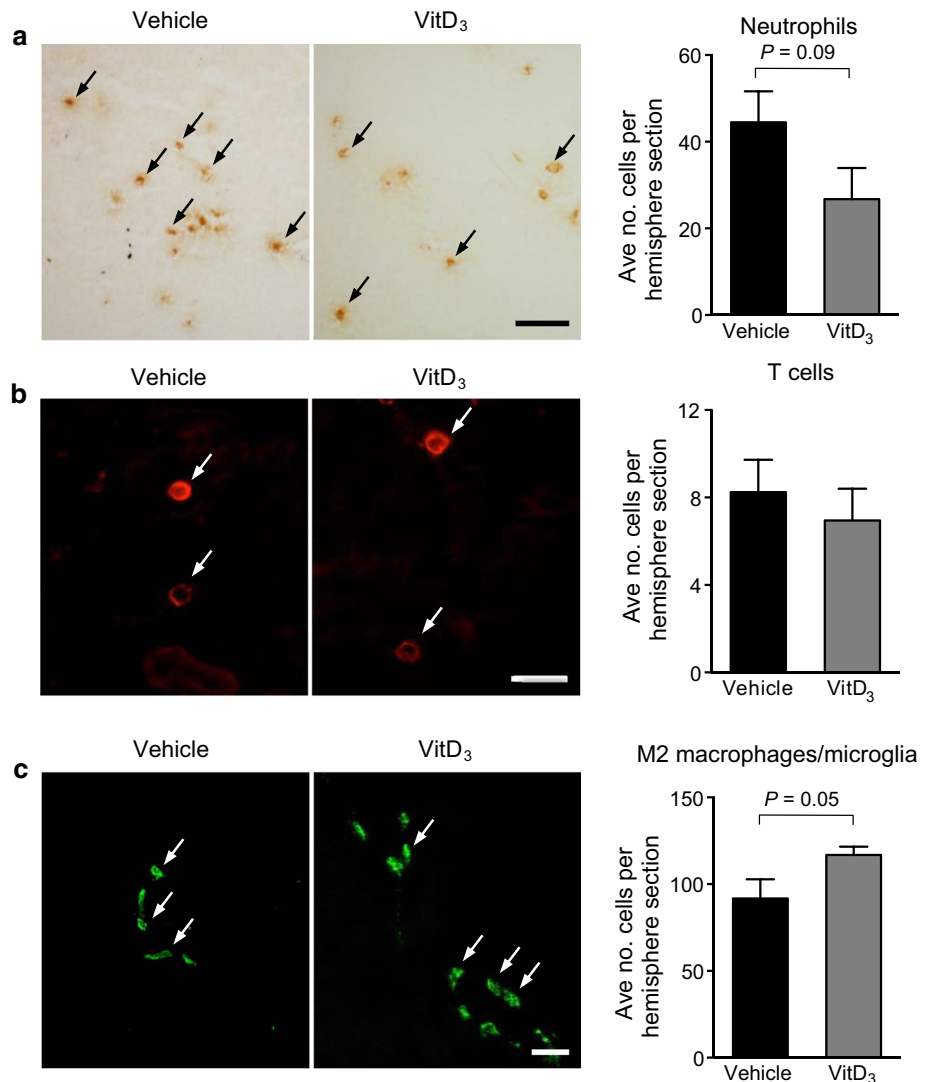 a
Vehicle
VitD₃
Neutrophils
P = 0.09
Ave no. cells per
hemisphere section
60
40
20
0
Vehicle
VitD₃
b
Vehicle
VitD₃
T cells
Ave no. cells per
hemisphere section
12
8
4
0
Vehicle
VitD₃
c
Vehicle
VitD₃
M2 macrophages/microglia
P = 0.05
Ave no. cells per
hemisphere section
150
100
50
0
Vehicle
VitD₃